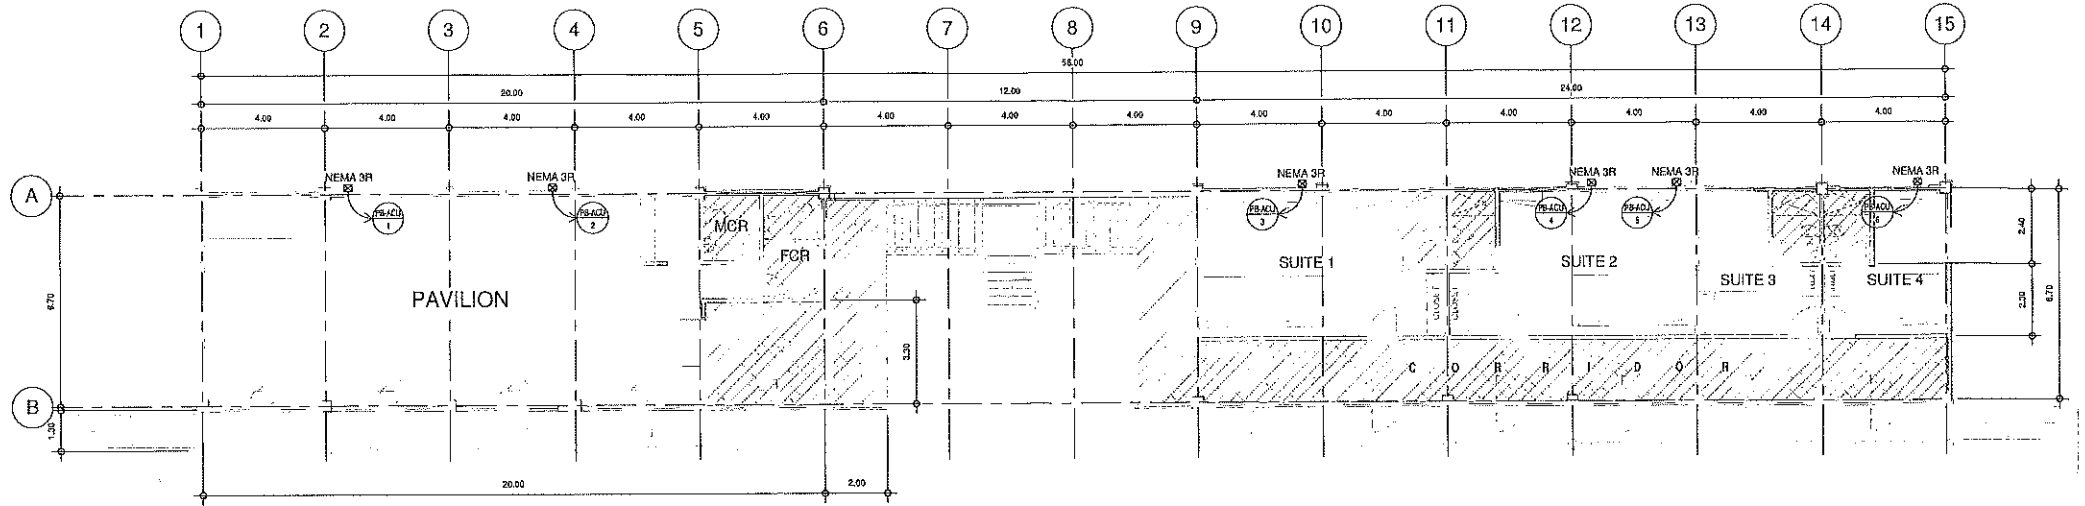 1 2 3 4 5 6 7 8 9 10 11 12 13 14 15
56.00
20.00 12.00 24.00
4.00 4.00 4.00 4.00 4.00 4.00 4.00 4.00 4.00 4.00 4.00 4.00 4.00 4.00
NEMA 3R NEMA 3R NEMA 3R NEMA 3R NEMA 3R NEMA 3R
A
PB-ACU 1
PB-ACU 2
PB-ACU 3
PB-ACU 4
PB-ACU 5
PB-ACU 6
MCR
FCR
2.40
SUITE 1
SUITE 2
SUITE 3
SUITE 4
PAVILION
CLOSET
CLOSET
6.70
2.30
6.70
3.30
CORRIDOR
B
1.30
20.00 2.00